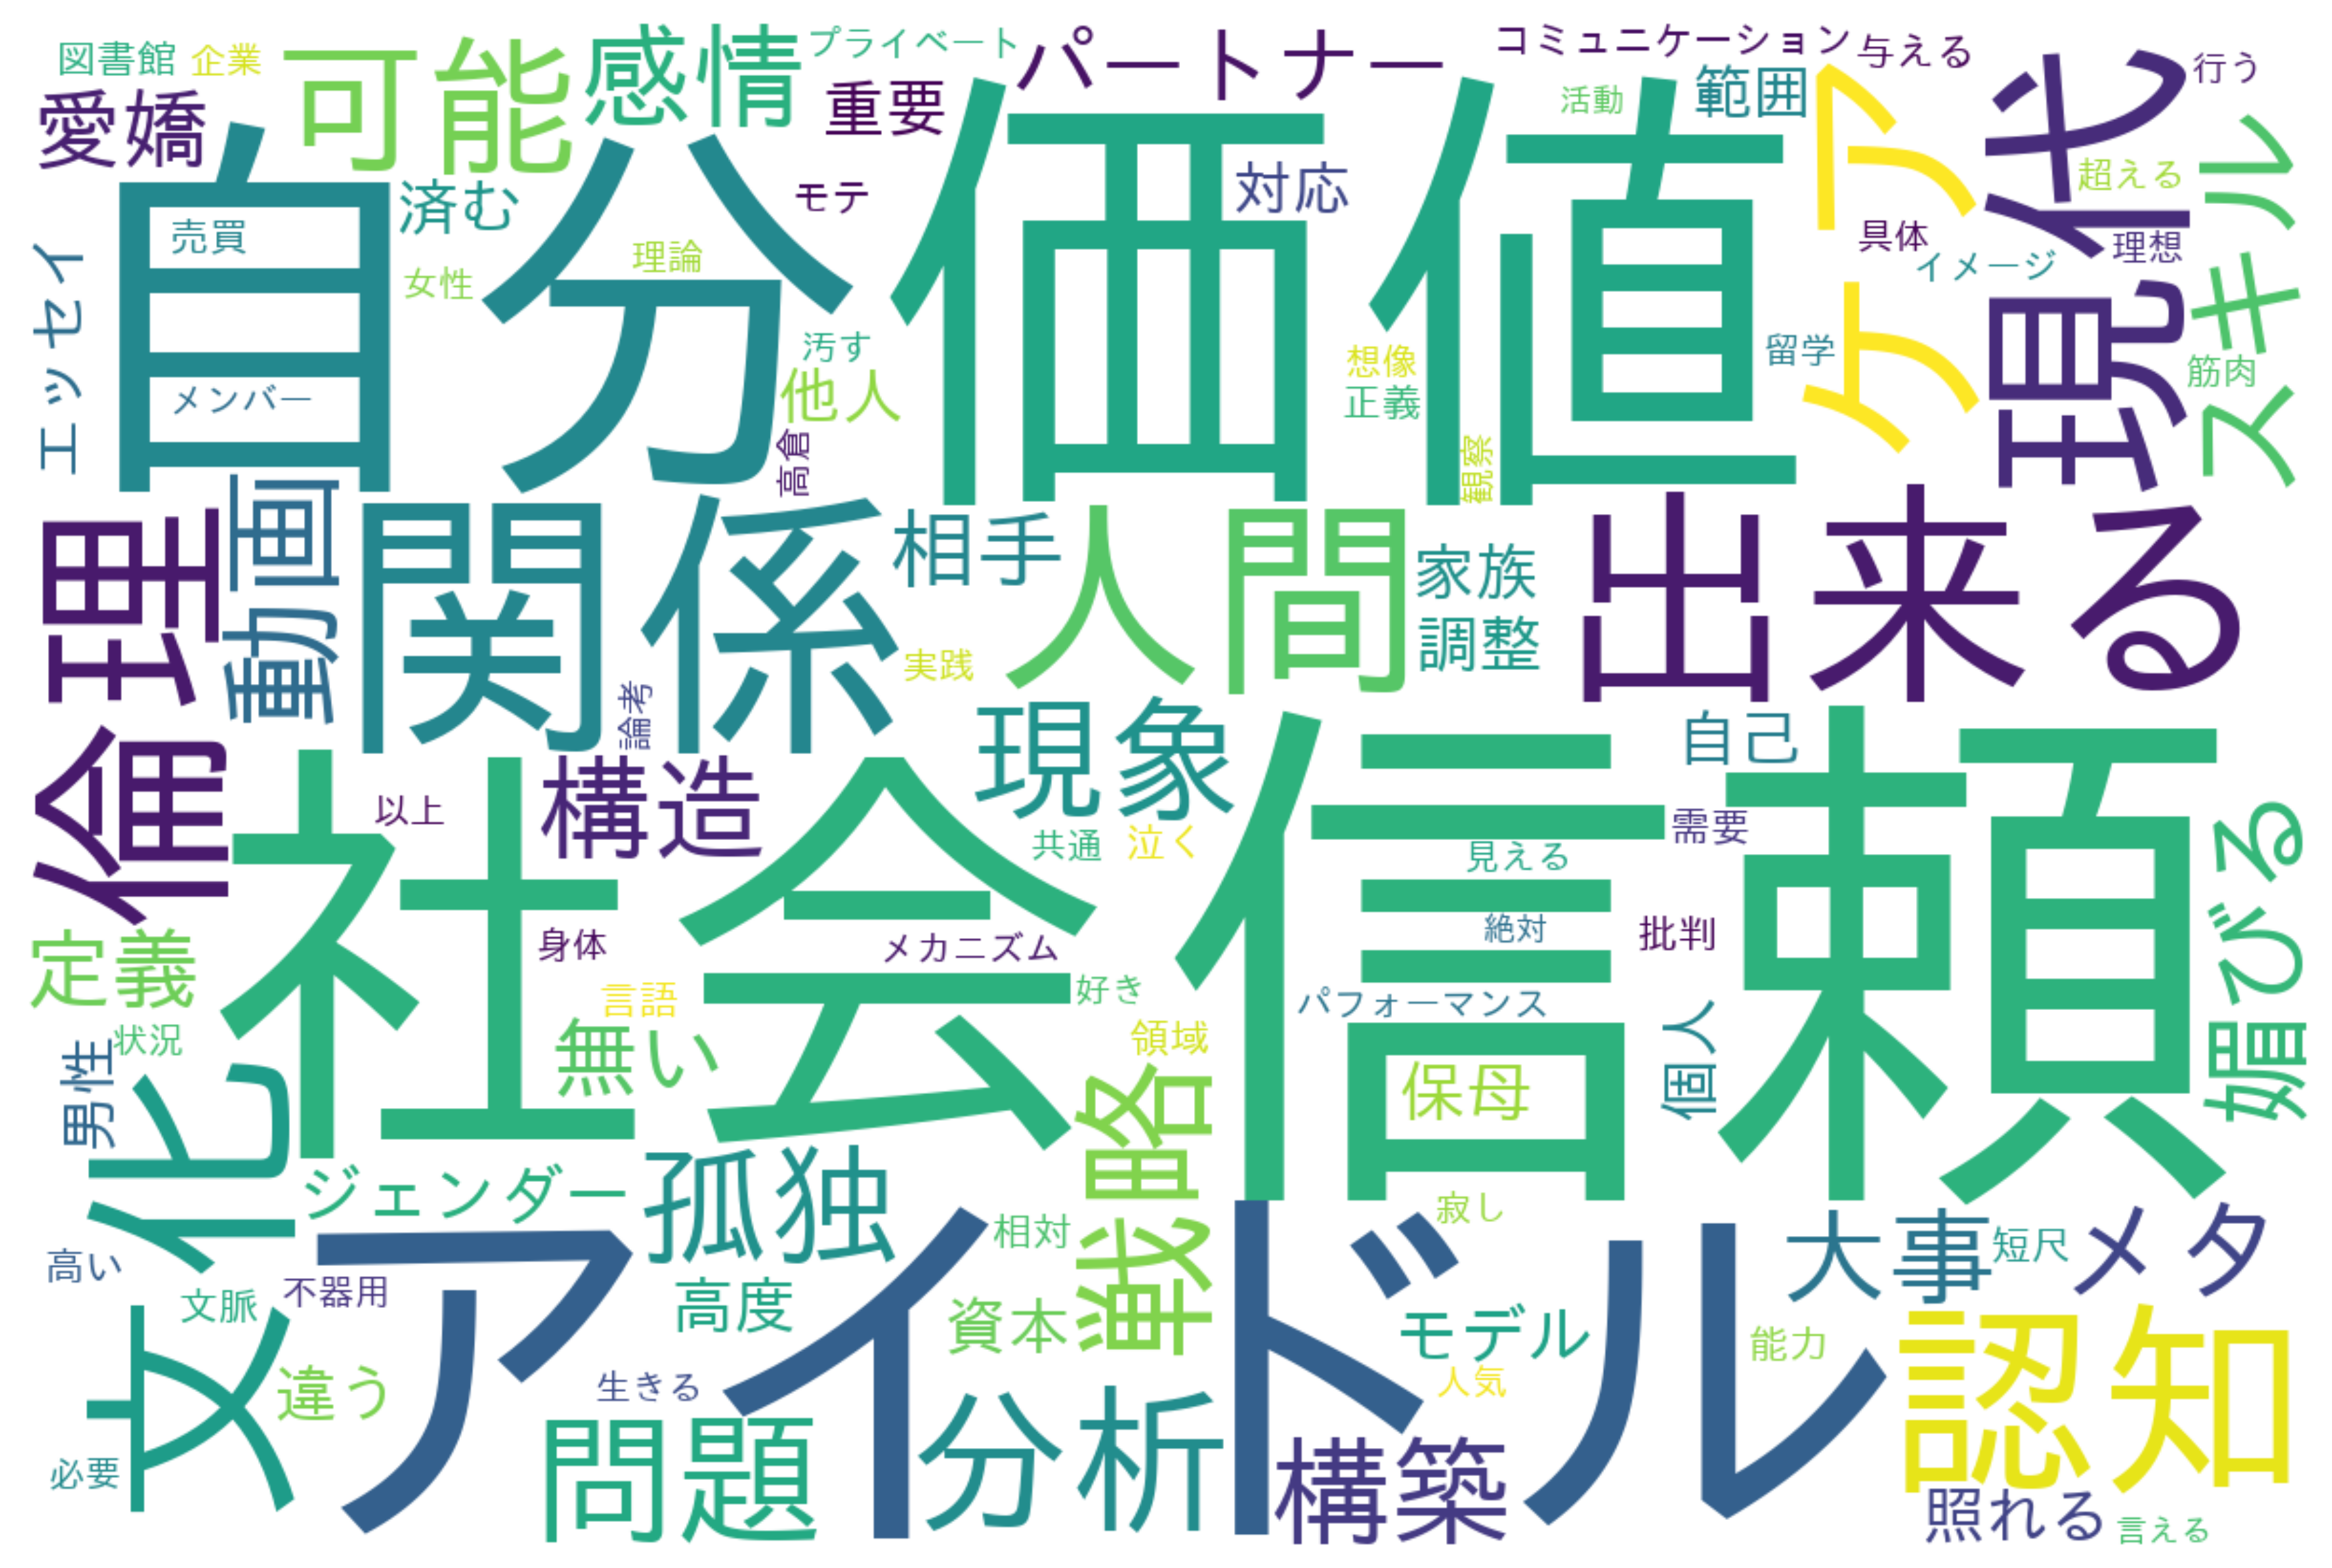 図書館
企業
可能
感情
プライベート
パートナー
コミュニケーション
与える
行う
愛嬌
重要
活動
範囲
ケア
現代
スキル
自分
価値
済む
モテ
対応
超える
売買
理論
具体
理想
イメージ
女性
エッセイ
汚す
想像
留学
筋肉
メンバー
他人
正義
高倉
観察
倫理
動画
関係
相手
人間
家族
出来る
調整
実践
論考
現象
自己
信頼
社会
以上
構造
共通
泣く
需要
見える
媚びる
定義
身体
メカニズム
絶対
批判
言語
好き
パフォーマンス
状況
男性
無い
領域
個人
保母
文化
戦略
ジェンダー
孤独
寂し
相対
大事
短尺
メタ
高い
不器用
アイドル
文脈
高度
資本
モデル
能力
認知
違う
生きる
人気
問題
分析
構築
必要
照れる
言える